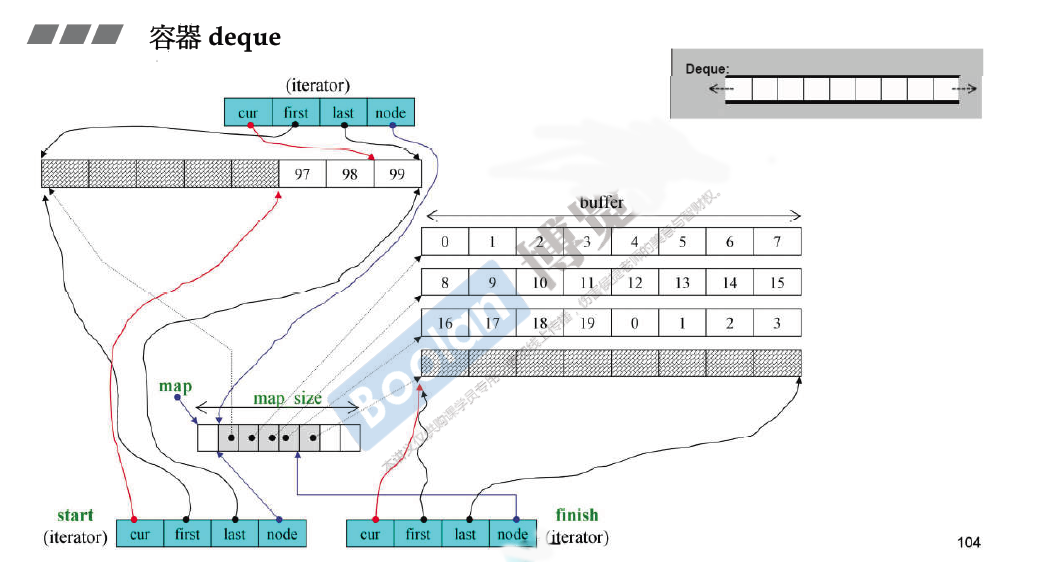 容器 deque
Deque:
(iterator)
cur first last node
97 98 99
buffer
0 1 2 3 4 5 6 7
8 9 10 11 12 13 14 15
16 17 18 19 0 1 2 3
map
map size
start
(iterator)
cur first last node
cur first last node
finish
(iterator)
104
Boolan
博览